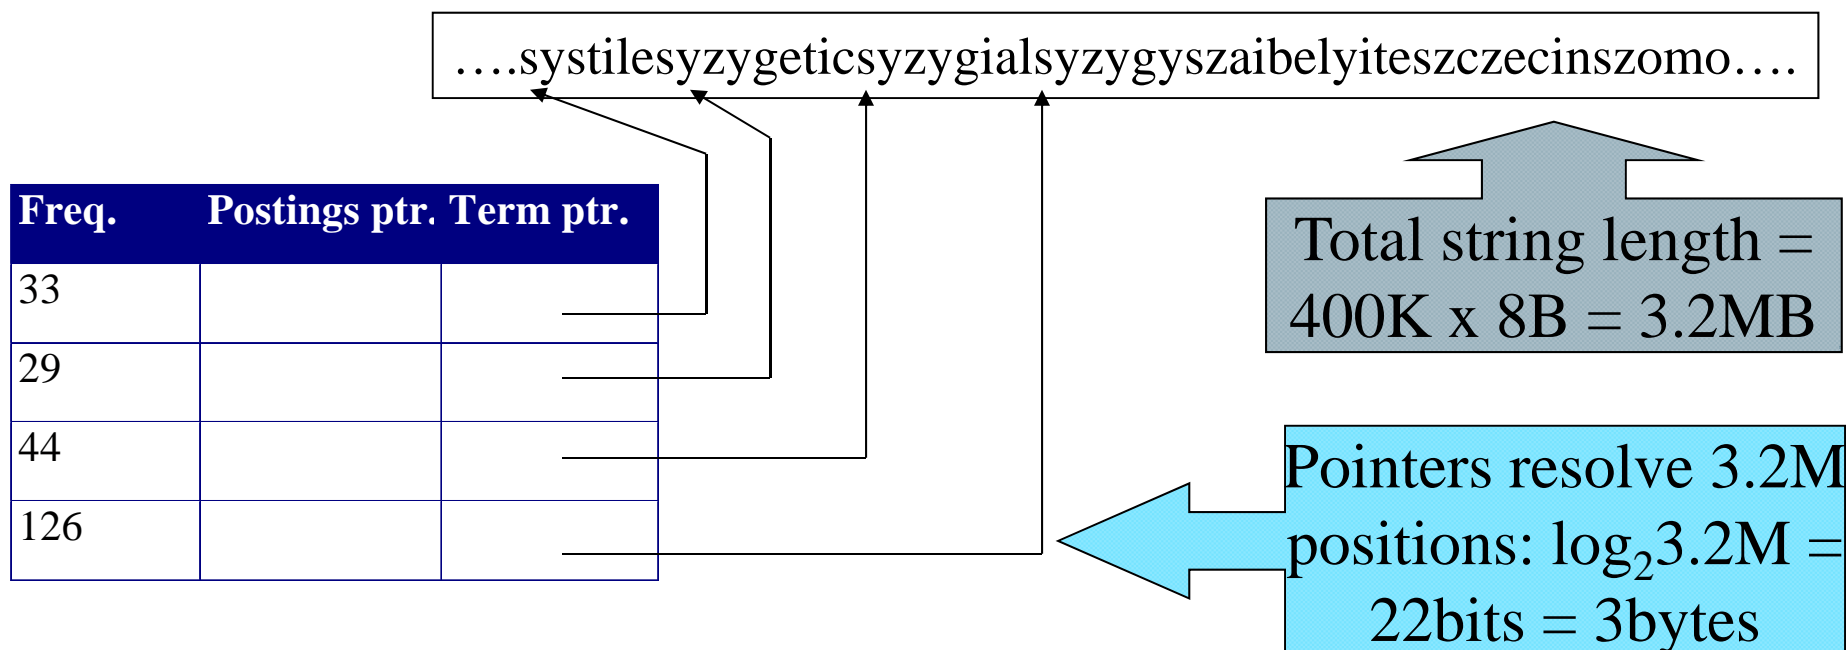 ….systilesyzygeticsyzygialsyzygyszaibelyiteszczecinszomo….
Freq. Postings ptr. Term ptr.
33
29
44
126
Total string length =
400K x 8B = 3.2MB
Pointers resolve 3.2M
positions: log₂3.2M =
22bits = 3bytes